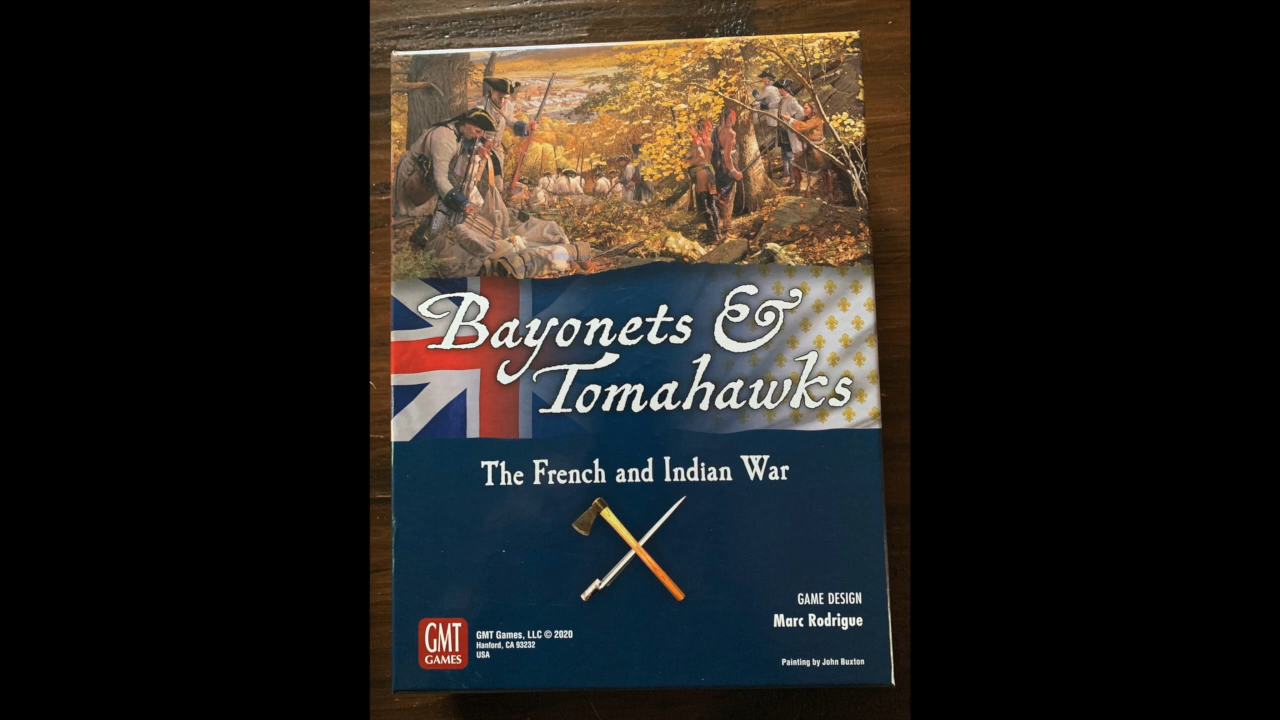 Bayonets &
Tomahawks
The French and Indian War
GAME DESIGN
Marc Rodrigue
GMT
GAMES
GMT Games, LLC © 2020
Hanford, CA 93232
USA
Painting by John Buxton